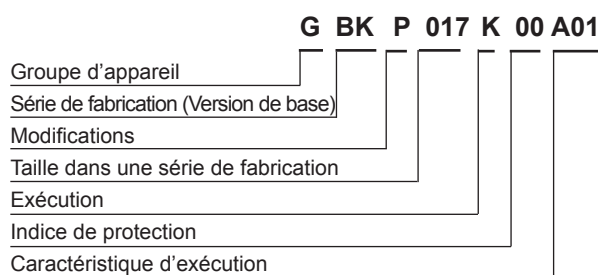 G BK P 017 K 00 A01
Groupe d'appareil
Série de fabrication (Version de base)
Modifications
Taille dans une série de fabrication
Exécution
Indice de protection
Caractéristique d'exécution